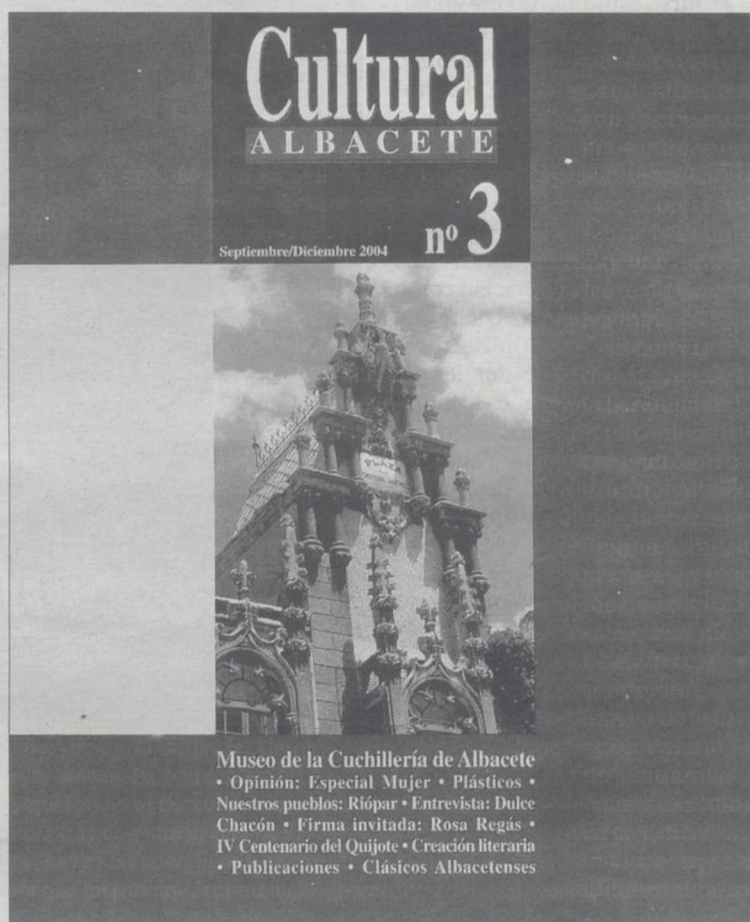 Cultural
ALBACETE
nº 3
Septiembre/Diciembre 2004
PLAZA
Museo de la Cuchillería de Albacete
• Opinión: Especial Mujer • Plásticos •
Nuestros pueblos: Riópar • Entrevista: Dulce
Chacón • Firma invitada: Rosa Regás •
IV Centenario del Quijote • Creación literaria
• Publicaciones • Clásicos Albacetenses